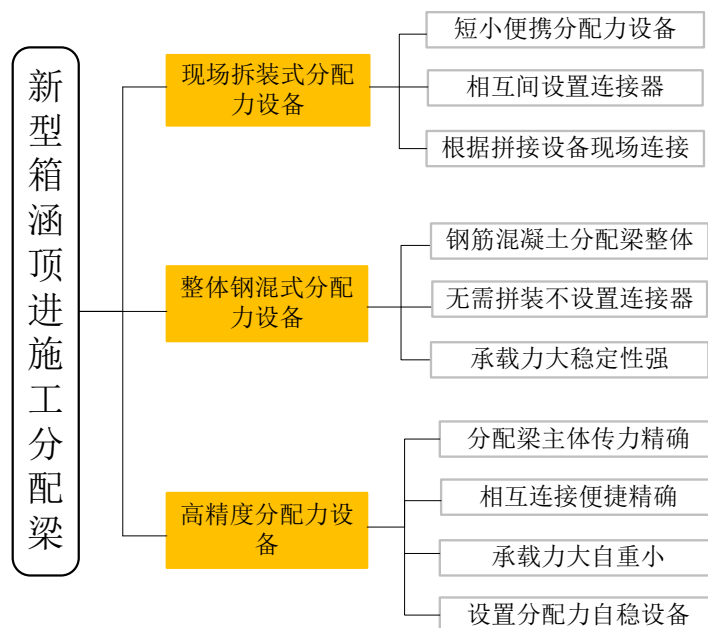 新型箱涵顶进施工分配梁
现场拆装式分配
力设备
短小便携分配力设备
相互间设置连接器
根据拼接设备现场连接
整体钢混式分配
力设备
钢筋混凝土分配梁整体
无需拼装不设置连接器
承载力大稳定性强
高精度分配力设
备
分配梁主体传力精确
相互连接便捷精确
承载力大自重小
设置分配力自稳设备